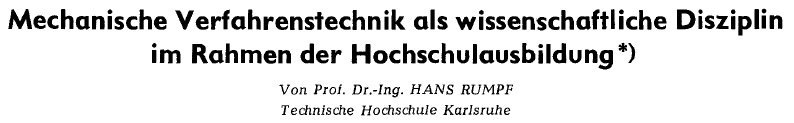 Mechanische Verfahrenstechnik als wissenschaftliche Disziplin
im Rahmen der Hochschulausbildung*)
Von Prof. Dr.-Ing. HANS RUMPF
Technische Hochschule Karlsruhe